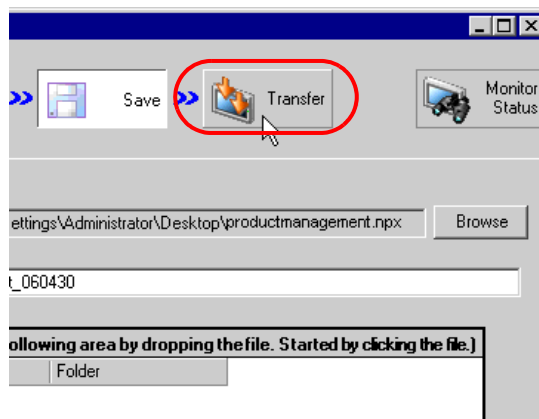 Save
Transfer
Monitor
Status
ettings\Administrator\Desktop\productmanagement.npx
Browse
t_060430
ollowing area by dropping the file. Started by clicking the file.)
Folder